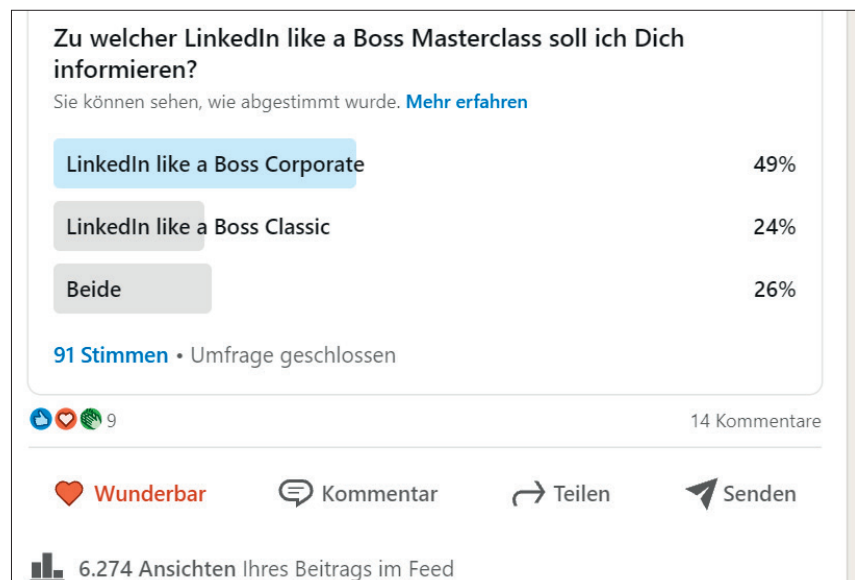 Zu welcher LinkedIn like a Boss Masterclass soll ich Dich
informieren?
Sie können sehen, wie abgestimmt wurde. Mehr erfahren
LinkedIn like a Boss Corporate 49%
LinkedIn like a Boss Classic 24%
Beide 26%
91 Stimmen • Umfrage geschlossen
9 14 Kommentare
Wunderbar Kommentar Teilen Senden
6.274 Ansichten Ihres Beitrags im Feed